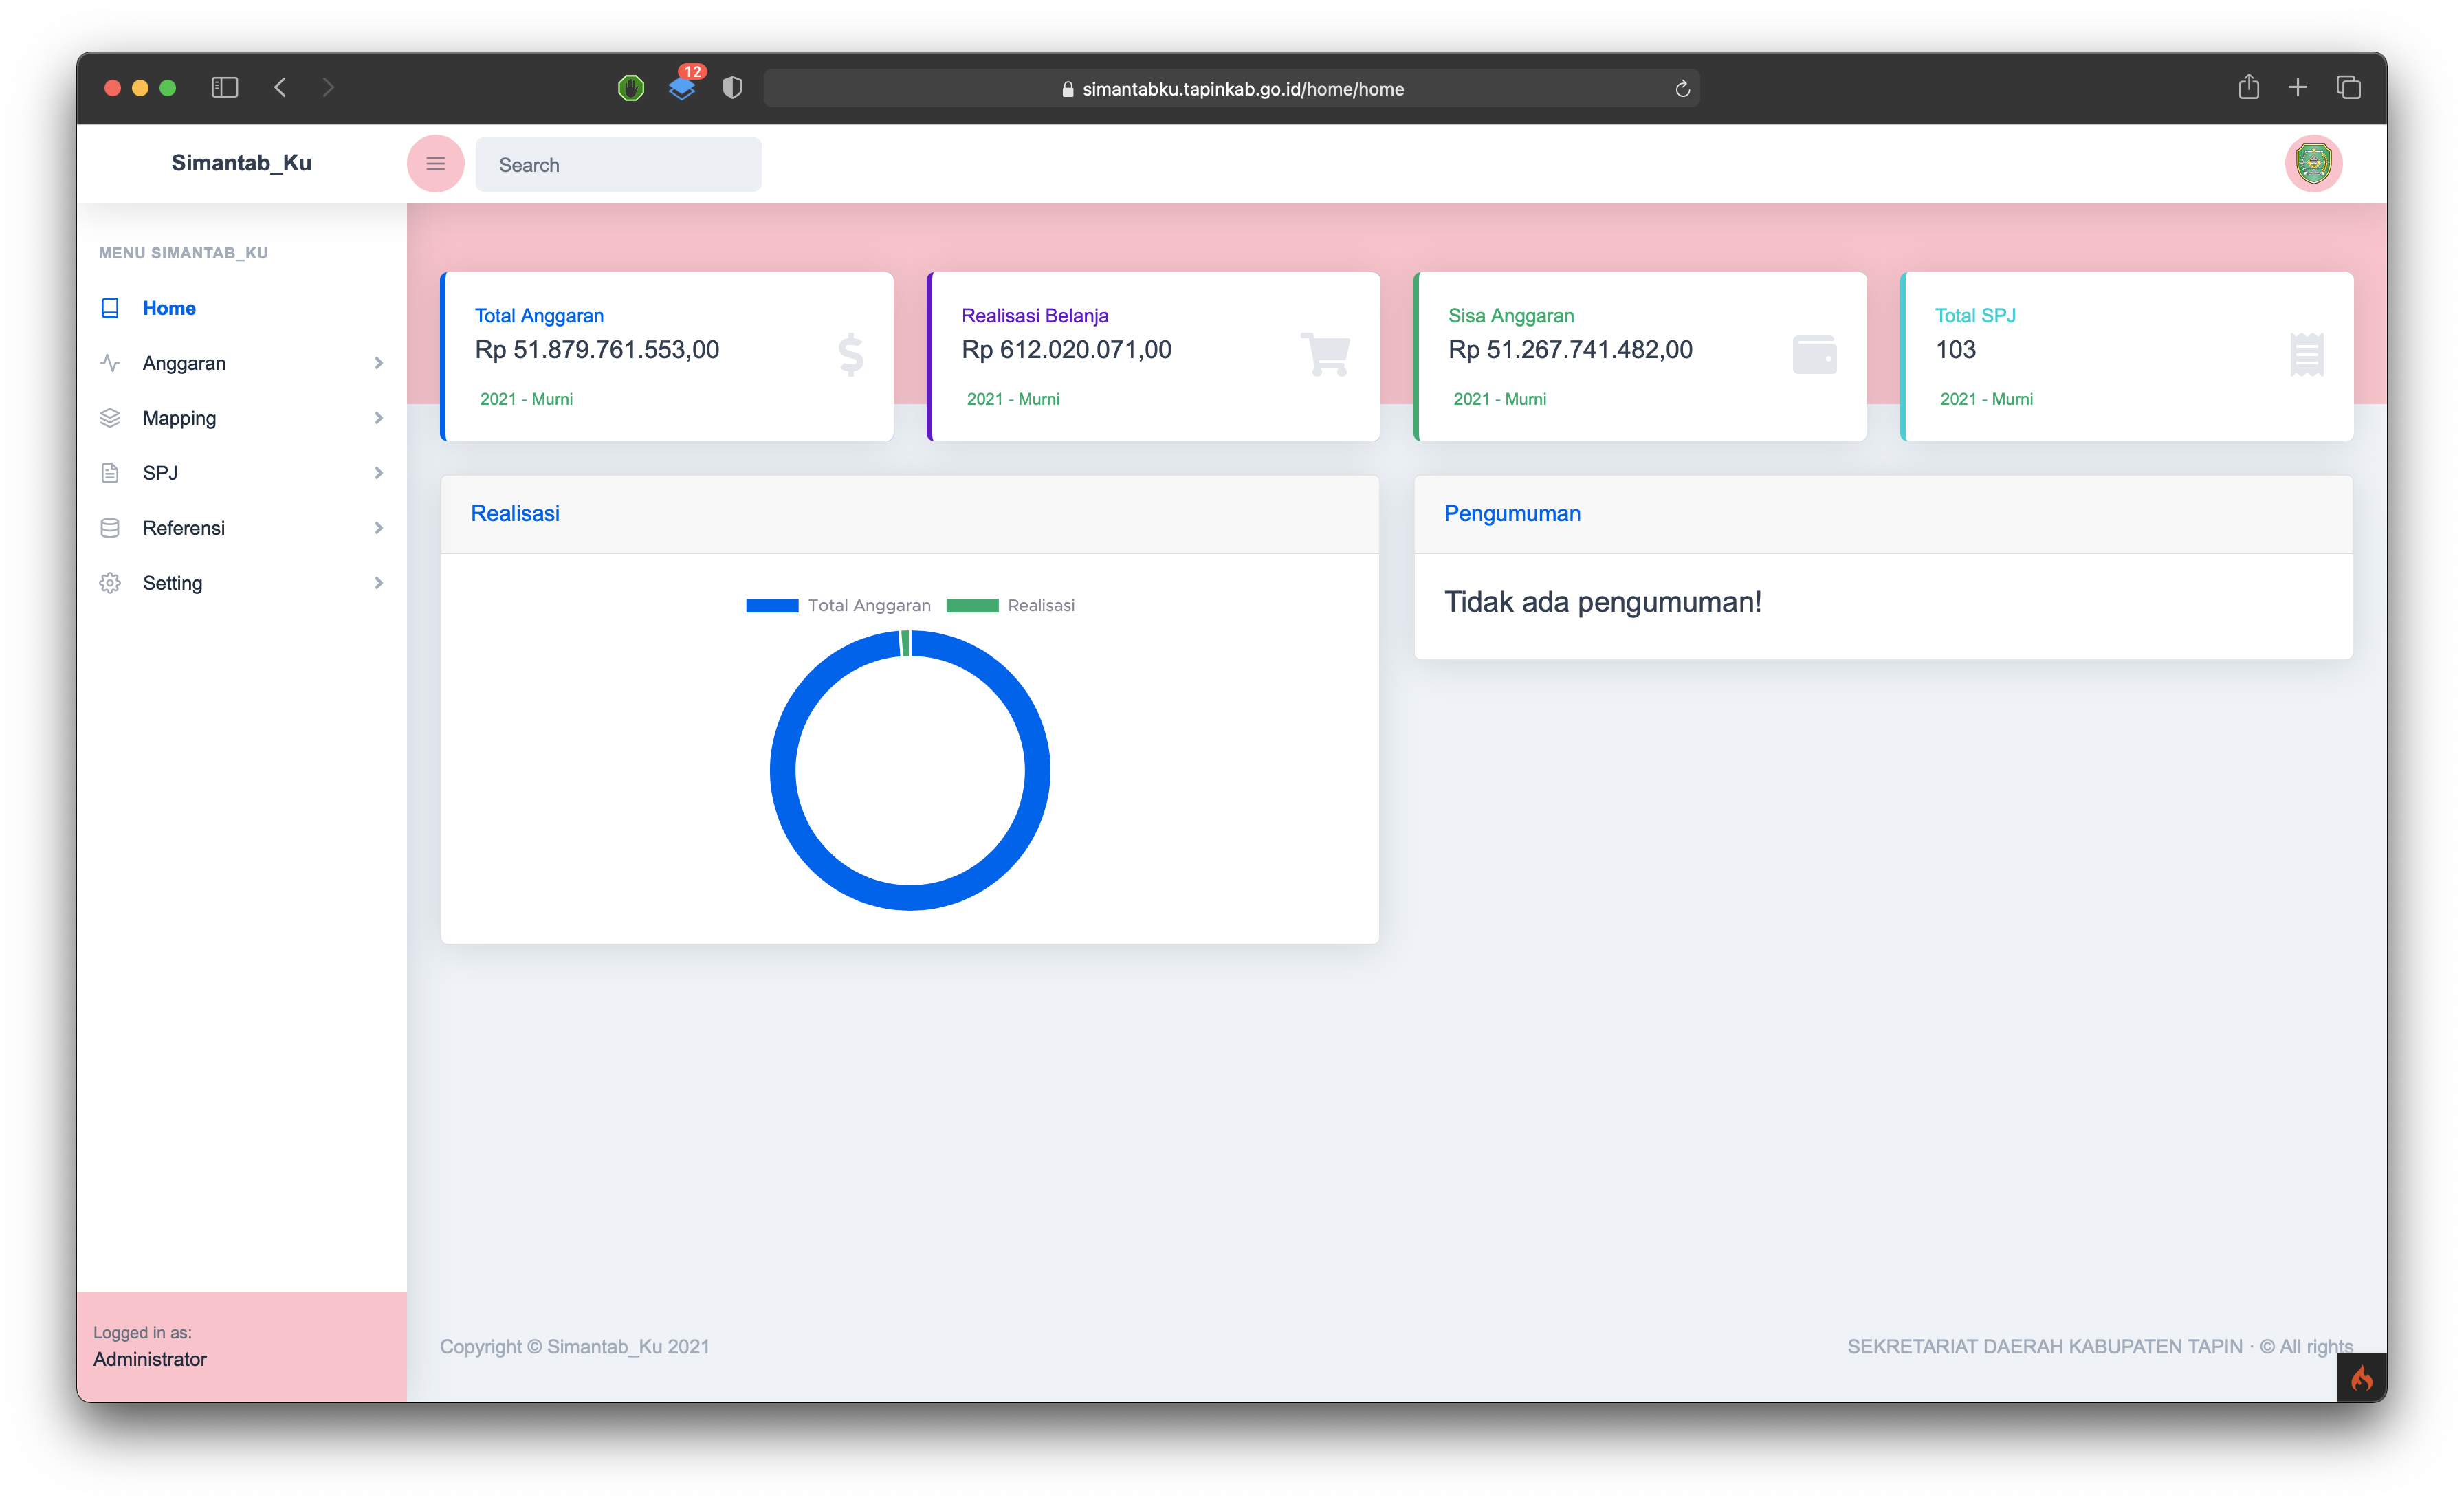 12
simantabku.tapinkab.go.id/home/home
Simantab_Ku
Search
MENU SIMANTAB_KU
Home
Anggaran
Mapping
SPJ
Referensi
Setting
Total Anggaran
Rp 51.879.761.553,00
2021 - Murni
Realisasi Belanja
Rp 612.020.071,00
2021 - Murni
Sisa Anggaran
Rp 51.267.741.482,00
2021 - Murni
Total SPJ
103
2021 - Murni
Realisasi
Total Anggaran Realisasi
Pengumuman
Tidak ada pengumuman!
Logged in as:
Administrator
Copyright © Simantab_Ku 2021
SEKRETARIAT DAERAH KABUPATEN TAPIN · © All rights